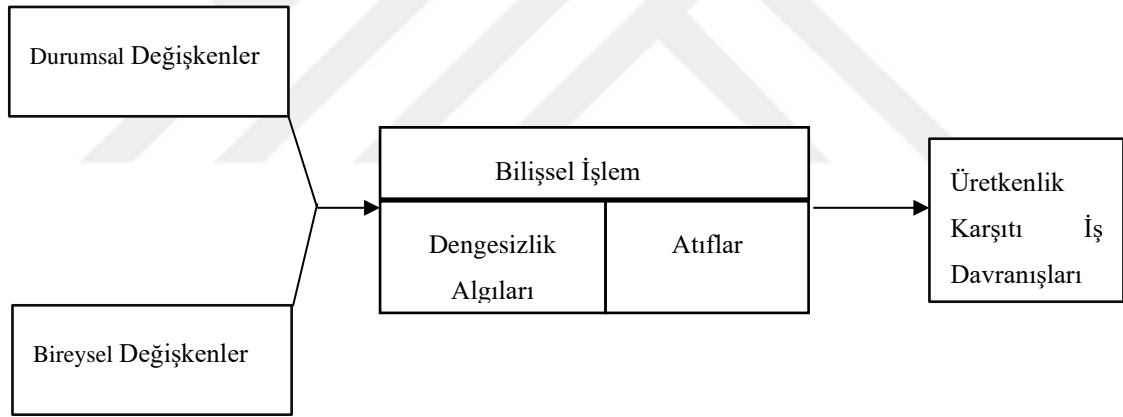 Durumsal Değişkenler
Bilişsel İşlem
Dengesizlik
Algıları
Atıflar
Üretkenlik
Karşıtı İş
Davranışları
Bireysel Değişkenler